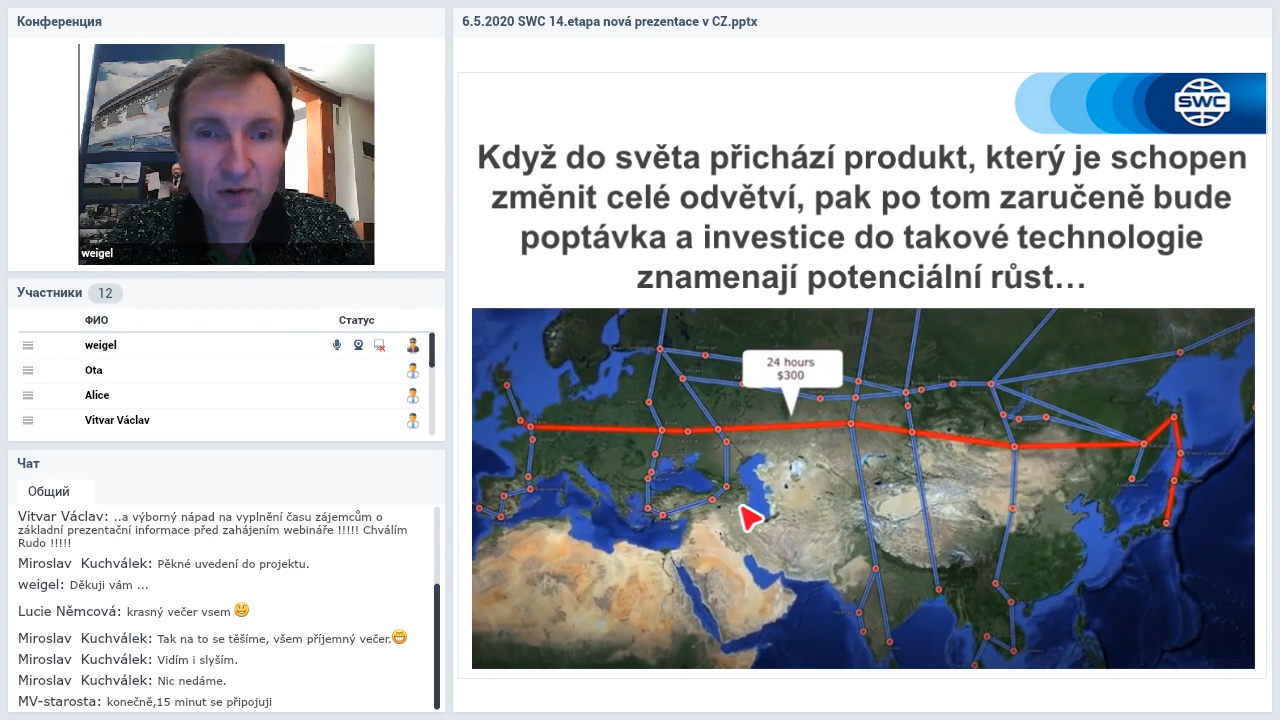 Конференция
weigel
Участники 12
ФИО Статус
weigel
Ota
Alice
Vitvar Václav
Чат
Общий
Vitvar Václav: ..a výborný nápad na vyplnění času zájemcům o
základní prezentační informace před zahájením webináře !!!!! Chválím
Rudo !!!!!
Miroslav Kuchválek: Pěkné uvedení do projektu.
weigel: Děkuji vám ...
Lucie Němcová: krasný večer vsem
Miroslav Kuchválek: Tak na to se těšíme, všem příjemný večer.
Miroslav Kuchválek: Vidím i slyším.
Miroslav Kuchválek: Nic nedáme.
MV-starosta: konečně,15 minut se připojuji
6.5.2020 SWC 14.etapa nová prezentace v CZ.pptx
SWC
Když do světa přichází produkt, který je schopen
změnit celé odvětví, pak po tom zaručeně bude
poptávka a investice do takové technologie
znamenají potenciální růst...
24 hours
$300